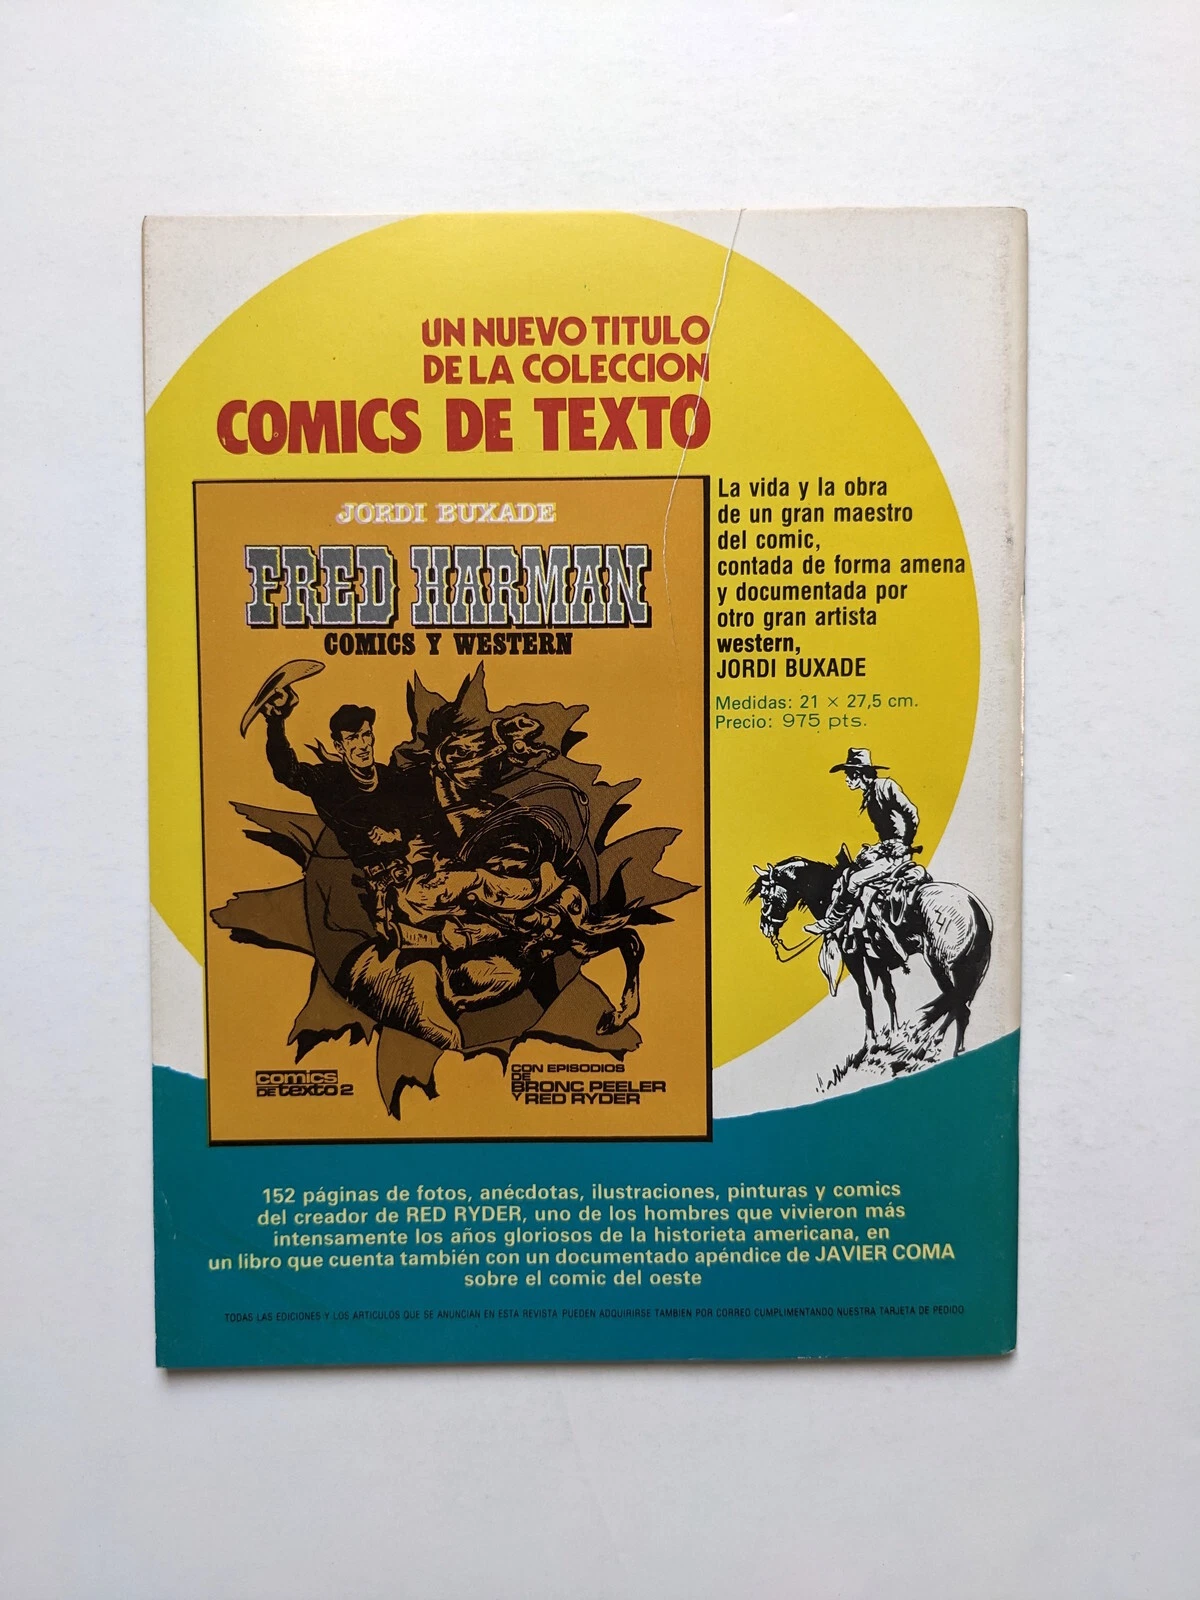 UN NUEVO TITULO
DE LA COLECCION
COMICS DE TEXTO
JORDI BUXADE
FRED HARMAN
COMICS Y WESTERN
comics
DE texto 2
CON EPISODIOS
DE
BRONC PEELER
Y RED RYDER
La vida y la obra
de un gran maestro
del comic,
contada de forma amena
y documentada por
otro gran artista
western,
JORDI BUXADE
Medidas: 21 × 27,5 cm.
Precio: 975 pts.
152 páginas de fotos, anécdotas, ilustraciones, pinturas y comics
del creador de RED RYDER, uno de los hombres que vivieron más
intensamente los años gloriosos de la historieta americana, en
un libro que cuenta también con un documentado apéndice de JAVIER COMA
sobre el comic del oeste
TODAS LAS EDICIONES Y LOS ARTICULOS QUE SE ANUNCIAN EN ESTA REVISTA PUEDEN ADQUIRIRSE TAMBIEN POR CORREO CUMPLIMENTANDO NUESTRA TARJETA DE PEDIDO